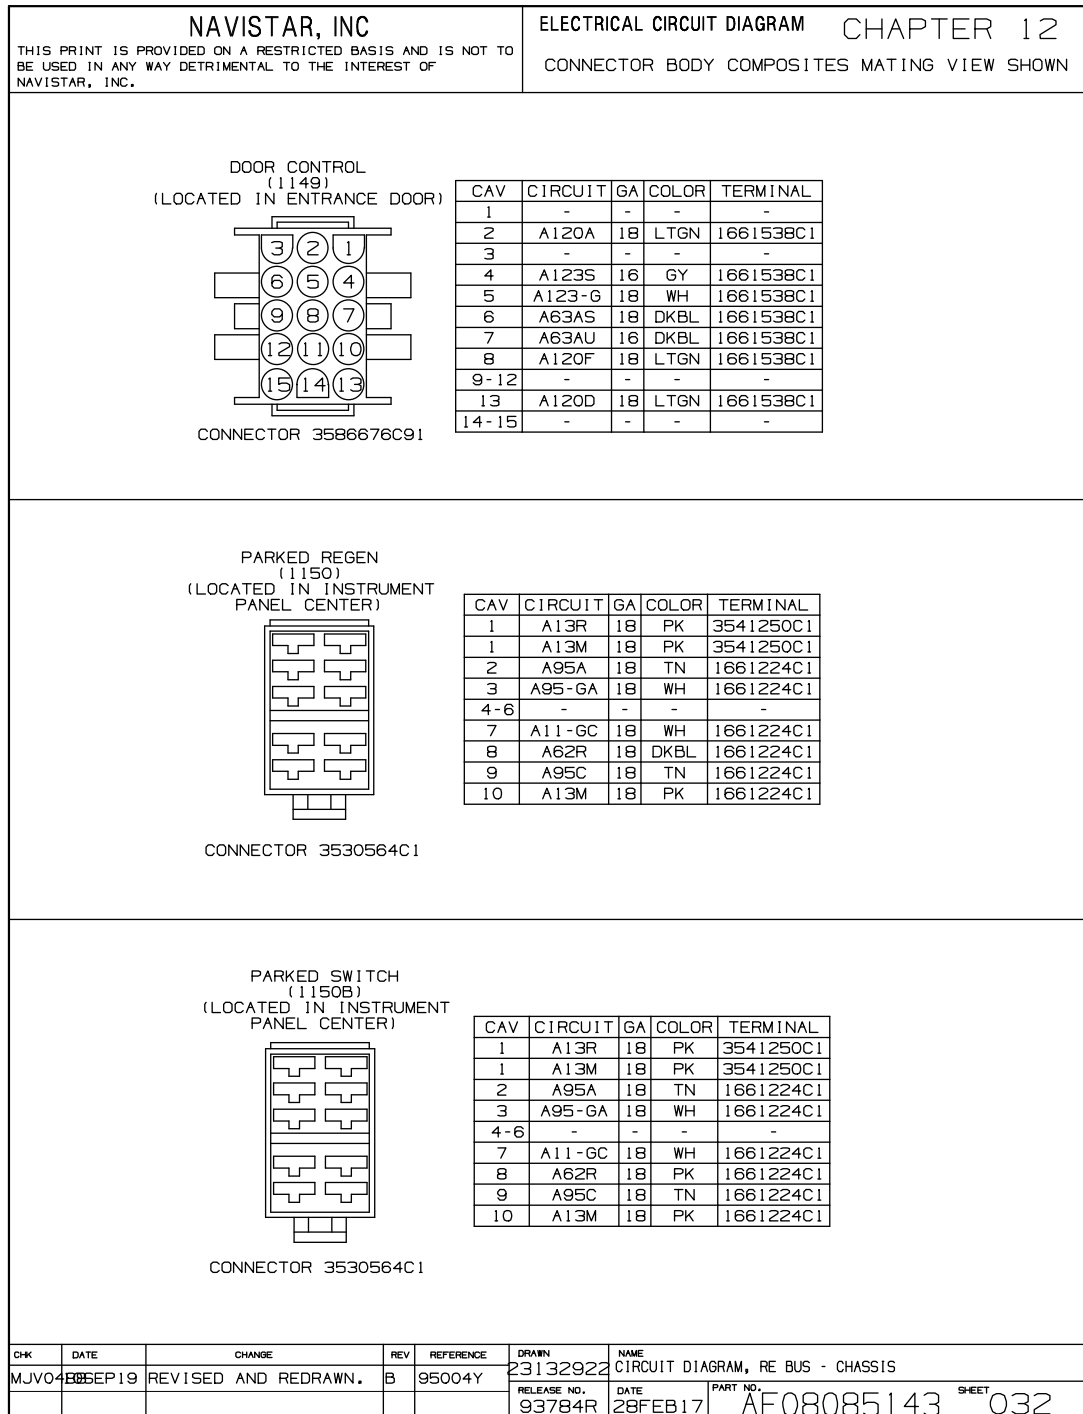 NAVISTAR, INC
THIS PRINT IS PROVIDED ON A RESTRICTED BASIS AND IS NOT TO
BE USED IN ANY WAY DETRIMENTAL TO THE INTEREST OF
NAVISTAR, INC.
ELECTRICAL CIRCUIT DIAGRAM CHAPTER 12
CONNECTOR BODY COMPOSITES MATING VIEW SHOWN
DOOR CONTROL
(1149)
(LOCATED IN ENTRANCE DOOR)
3 2 1
6 5 4
9 8 7
12 11 10
15 14 13
CONNECTOR 3586676C91
CAV CIRCUIT GA COLOR TERMINAL
1 - - - -
2 A120A 18 LTGN 1661538C1
3 - - - -
4 A123S 16 GY 1661538C1
5 A123-G 18 WH 1661538C1
6 A63AS 18 DKBL 1661538C1
7 A63AU 16 DKBL 1661538C1
8 A120F 18 LTGN 1661538C1
9-12 - - - -
13 A120D 18 LTGN 1661538C1
14-15 - - - -
PARKED REGEN
(1150)
(LOCATED IN INSTRUMENT
PANEL CENTER)
CONNECTOR 3530564C1
CAV CIRCUIT GA COLOR TERMINAL
1 A13R 18 PK 3541250C1
1 A13M 18 PK 3541250C1
2 A95A 18 TN 1661224C1
3 A95-GA 18 WH 1661224C1
4-6 - - - -
7 A11-GC 18 WH 1661224C1
8 A62R 18 DKBL 1661224C1
9 A95C 18 TN 1661224C1
10 A13M 18 PK 1661224C1
PARKED SWITCH
(1150B)
(LOCATED IN INSTRUMENT
PANEL CENTER)
CONNECTOR 3530564C1
CAV CIRCUIT GA COLOR TERMINAL
1 A13R 18 PK 3541250C1
1 A13M 18 PK 3541250C1
2 A95A 18 TN 1661224C1
3 A95-GA 18 WH 1661224C1
4-6 - - - -
7 A11-GC 18 WH 1661224C1
8 A62R 18 PK 1661224C1
9 A95C 18 TN 1661224C1
10 A13M 18 PK 1661224C1
CHK DATE CHANGE REV REFERENCE
REVISED AND REDRAWN. B 95004Y
DRAWN
23132922
NAME
CIRCUIT DIAGRAM, RE BUS - CHASSIS
RELEASE NO.
93784R
DATE
28FEB17
PART NO.
AF08085143
SHEET
032